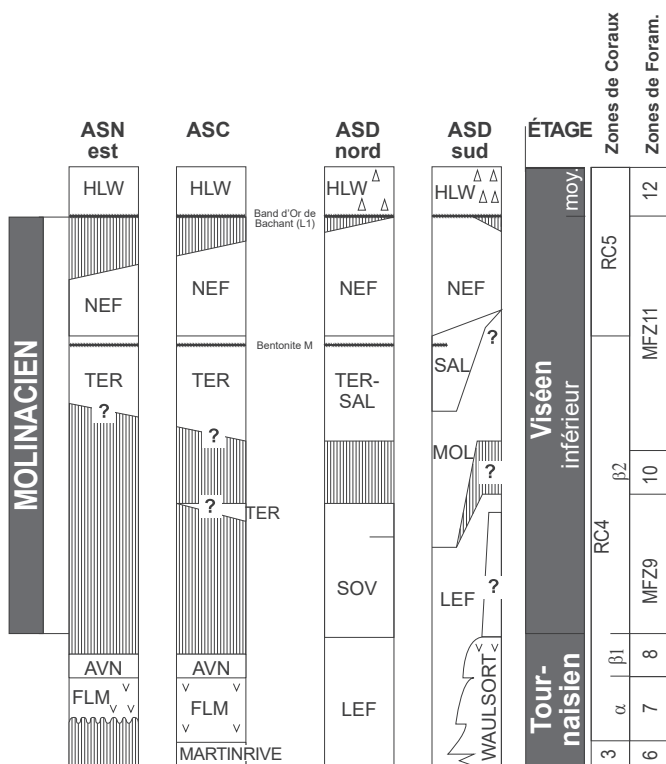 ASN
est
ASC
ASD
nord
ASD
sud
ÉTAGE
Zones de Coraux
Zones de Foram.
HLW
HLW
HLW
HLW
moy.
12
Band d'Or de
Bachant (L1)
RC5
NEF
NEF
NEF
NEF
MFZ11
Bentonite M
?
TER
TER
TER-
SAL
SAL
?
?
MOL
?
MOLINACIEN
Viséen
inférieur
β2
10
?
TER
RC4
SOV
LEF
?
MFZ9
AVN
AVN
β1
8
FLM
FLM
LEF
WAULSORT
Tour-
naisien
α
7
MARTINRIVE
3
6